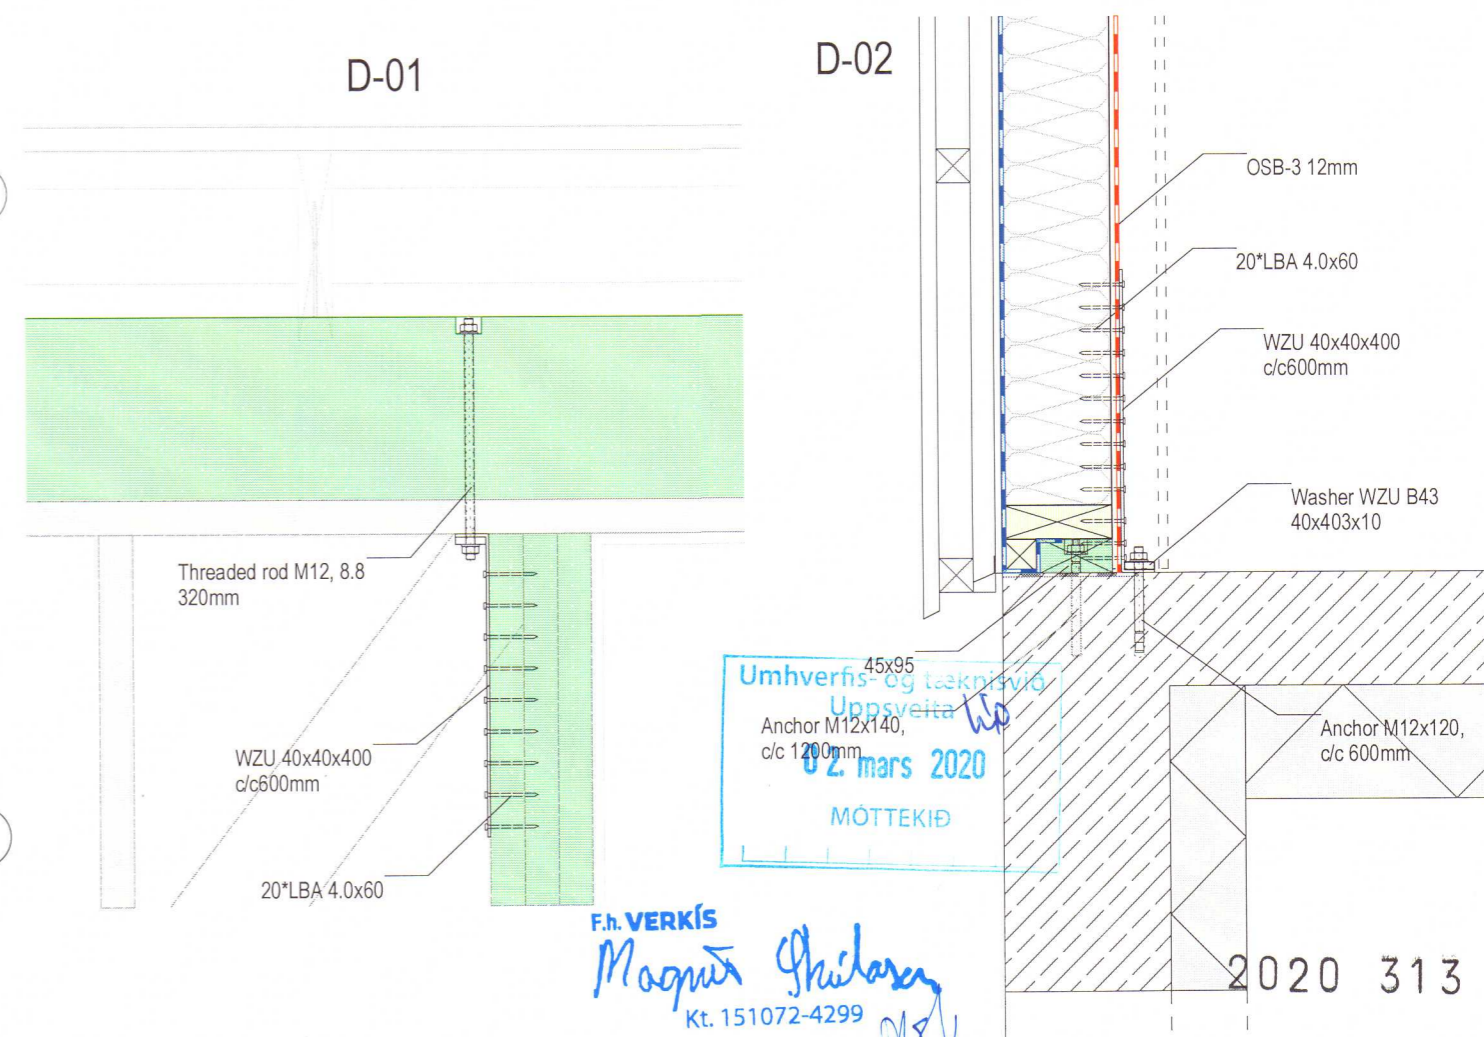 D-01
D-02
OSB-3 12mm
20*LBA 4.0x60
WZU 40x40x400
c/c600mm
Washer WZU B43
40x403x10
Threaded rod M12, 8.8
320mm
45x95
Umhverfis- og tæknisvið
Uppsveita
Anchor M12x140,
c/c 1200mm
02. mars 2020
MÓTTEKIÐ
Anchor M12x120,
c/c 600mm
WZU 40x40x400
c/c600mm
20*LBA 4.0x60
F.h. VERKÍS
Magnús Skúlason
Kt. 151072-4299
2020 313